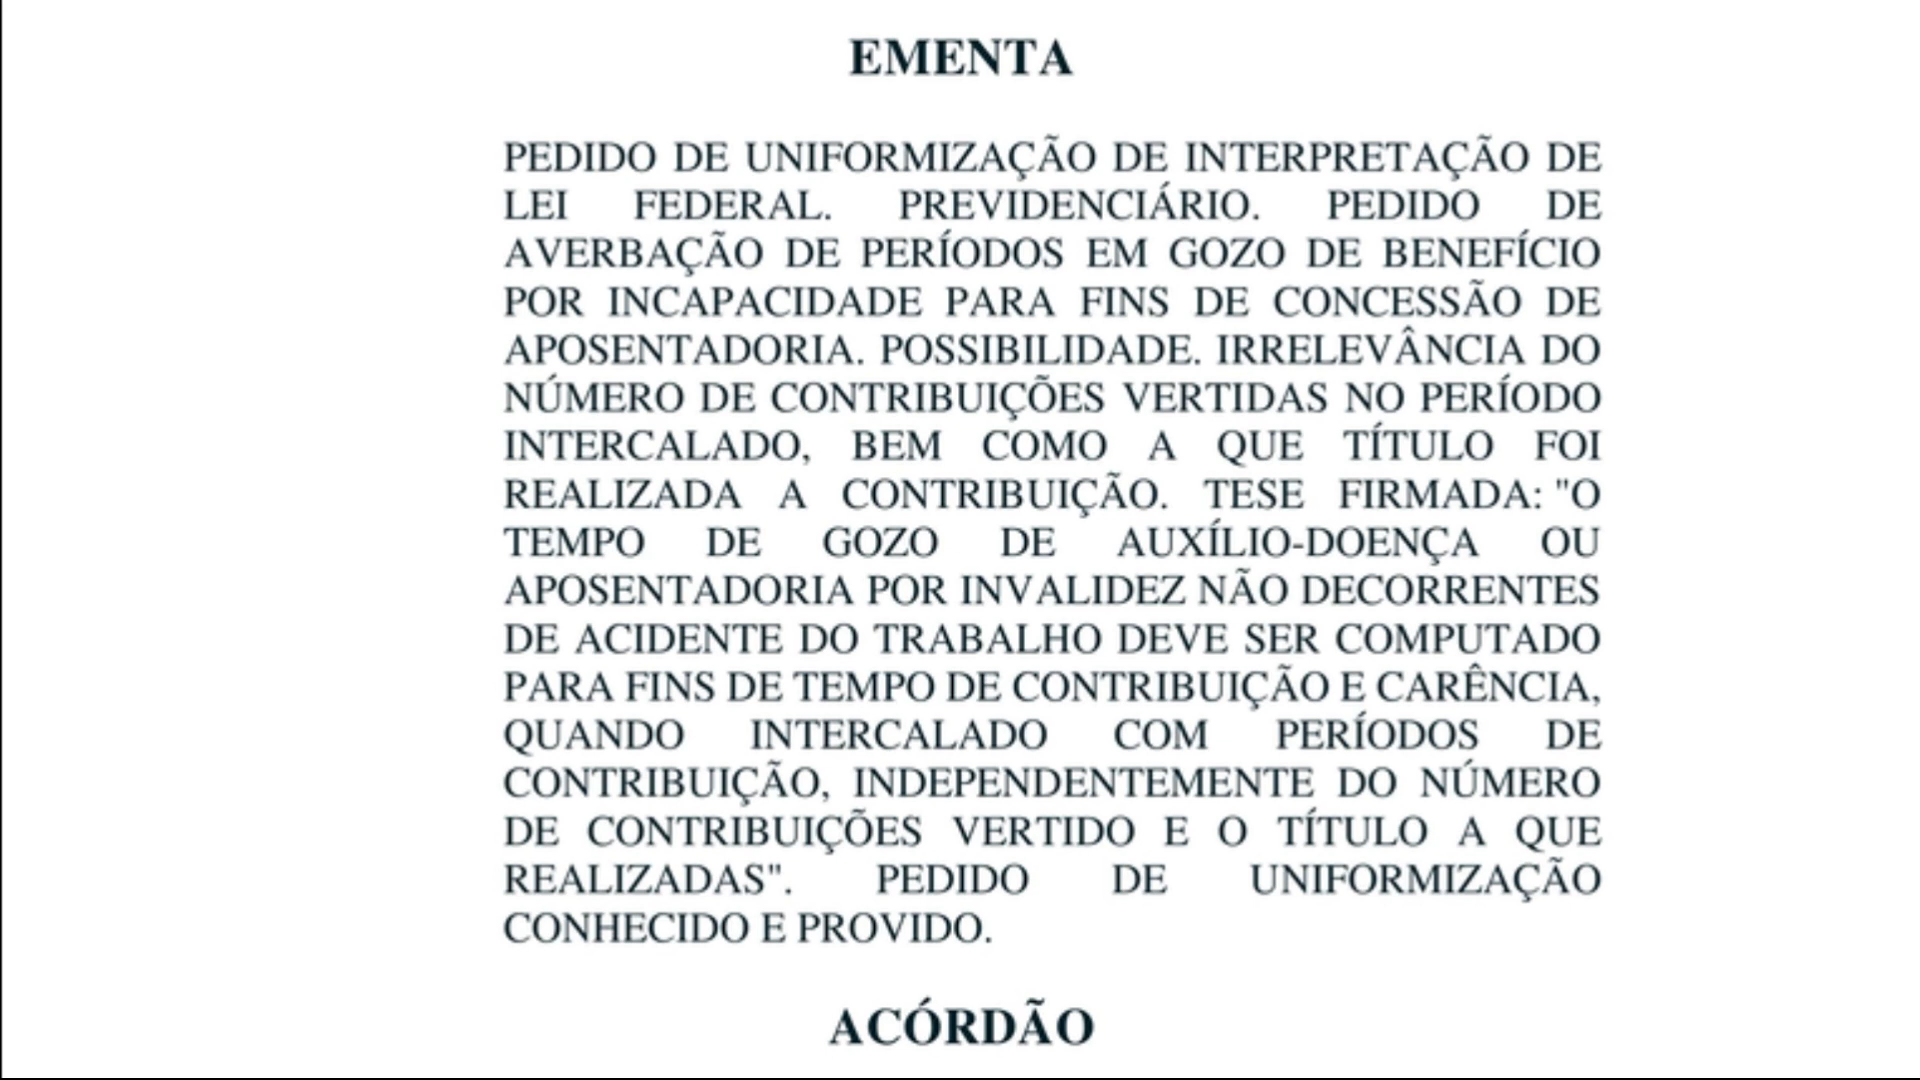 EMENTA
PEDIDO DE UNIFORMIZAÇÃO DE INTERPRETAÇÃO DE
LEI FEDERAL. PREVIDENCIÁRIO. PEDIDO DE
AVERBAÇÃO DE PERÍODOS EM GOZO DE BENEFÍCIO
POR INCAPACIDADE PARA FINS DE CONCESSÃO DE
APOSENTADORIA. POSSIBILIDADE. IRRELEVÂNCIA DO
NÚMERO DE CONTRIBUIÇÕES VERTIDAS NO PERÍODO
INTERCALADO, BEM COMO A QUE TÍTULO FOI
REALIZADA A CONTRIBUIÇÃO. TESE FIRMADA: "O
TEMPO DE GOZO DE AUXÍLIO-DOENÇA OU
APOSENTADORIA POR INVALIDEZ NÃO DECORRENTES
DE ACIDENTE DO TRABALHO DEVE SER COMPUTADO
PARA FINS DE TEMPO DE CONTRIBUIÇÃO E CARÊNCIA,
QUANDO INTERCALADO COM PERÍODOS DE
CONTRIBUIÇÃO, INDEPENDENTEMENTE DO NÚMERO
DE CONTRIBUIÇÕES VERTIDO E O TÍTULO A QUE
REALIZADAS". PEDIDO DE UNIFORMIZAÇÃO
CONHECIDO E PROVIDO.
ACÓRDÃO